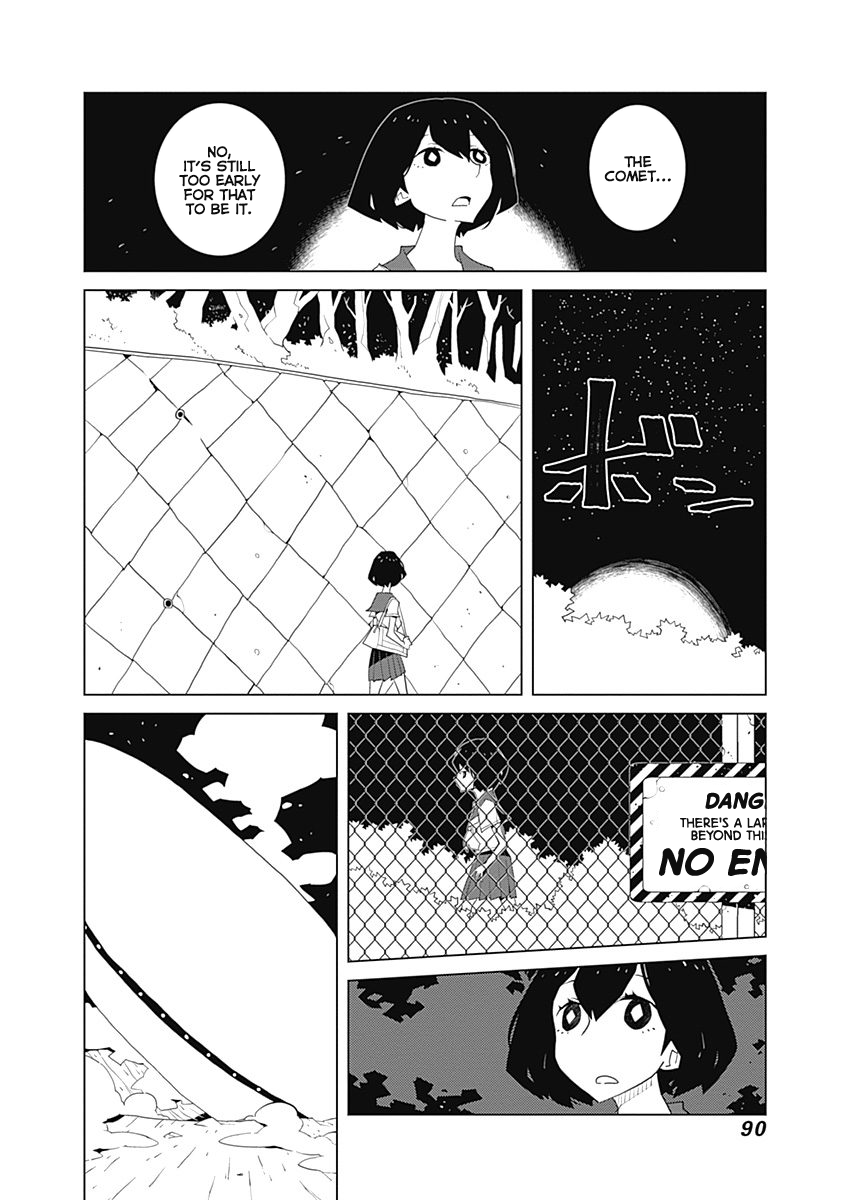 THE
COMET...
NO,
IT'S STILL
TOO EARLY
FOR THAT
TO BE IT.
ボン
DANG
THERE'S A LAR
BEYOND THI
NO EN
90